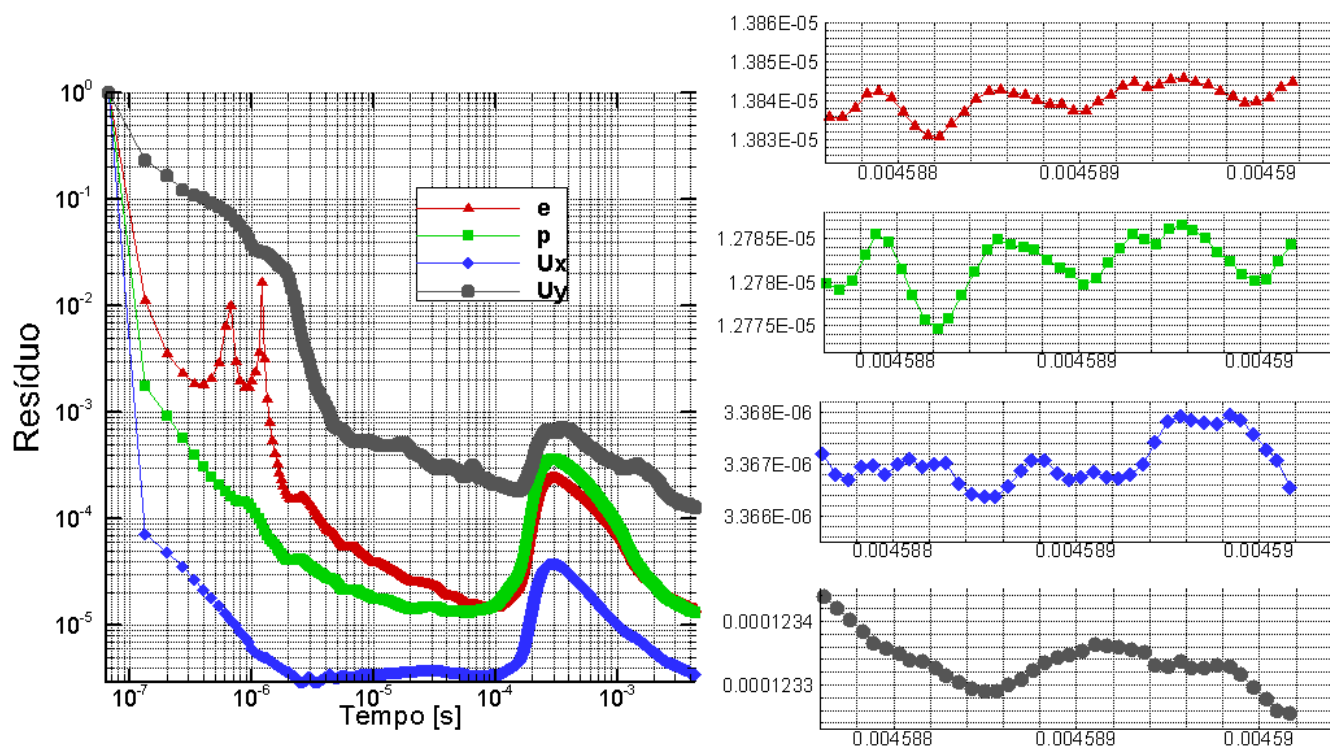 10⁰
10⁻¹
10⁻²
10⁻³
10⁻⁴
10⁻⁵
Resíduo
10⁻⁷ 10⁻⁶ 10⁻⁵ 10⁻⁴ 10⁻³
Tempo [s]
e
p
Ux
Uy
1.386E-05
1.385E-05
1.384E-05
1.383E-05
0.004588 0.004589 0.00459
1.2785E-05
1.278E-05
1.2775E-05
0.004588 0.004589 0.00459
3.368E-06
3.367E-06
3.366E-06
0.004588 0.004589 0.00459
0.0001234
0.0001233
0.004588 0.004589 0.00459